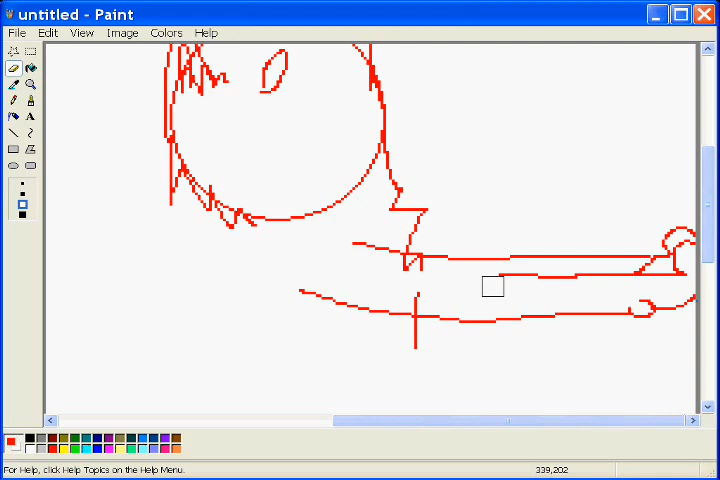 untitled - Paint
File Edit View Image Colors Help
A
For Help, click Help Topics on the Help Menu.
339,202